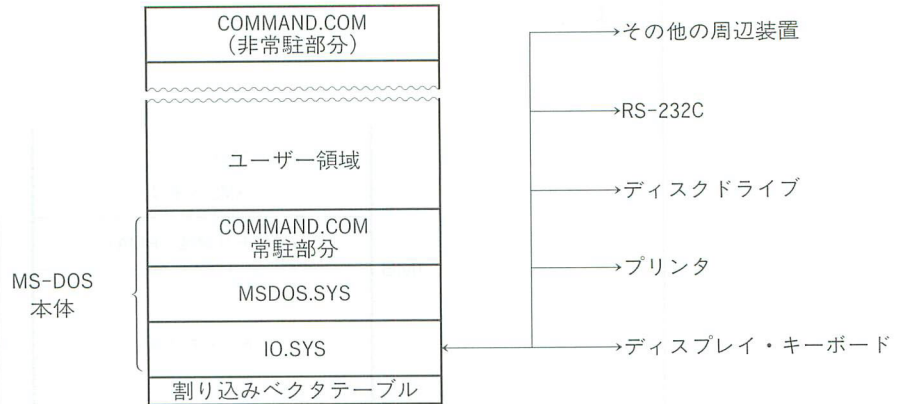 COMMAND.COM
（非常駐部分）
ユーザー領域
COMMAND.COM
常駐部分
MSDOS.SYS
IO.SYS
割り込みベクタテーブル
MS-DOS
本体
その他の周辺装置
RS-232C
ディスクドライブ
プリンタ
ディスプレイ・キーボード